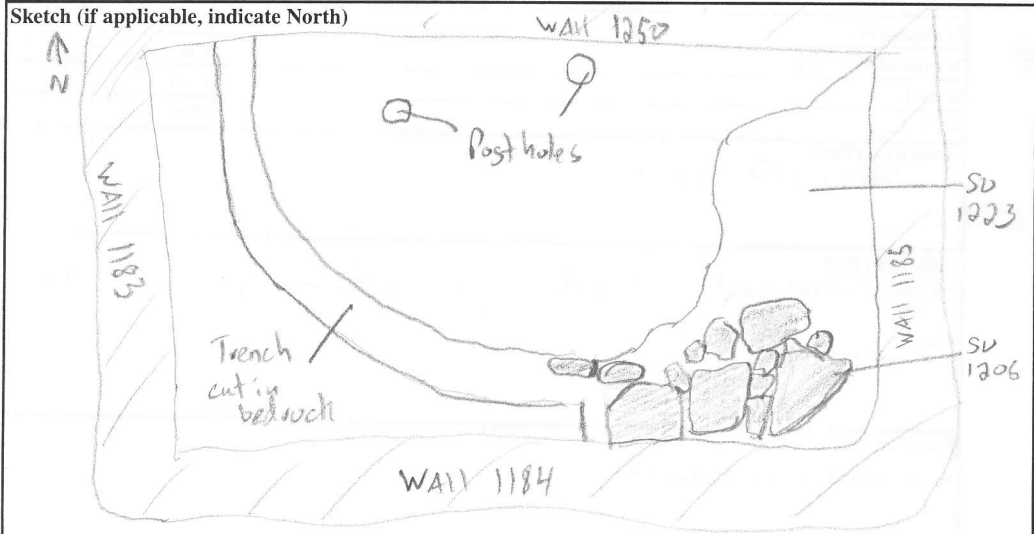 Sketch (if applicable, indicate North)
WAll 1250
N
Post holes
SU
1223
WAll 1183
WAll 1185
Trench
cut in
bedrock
SU
1206
WAll 1184